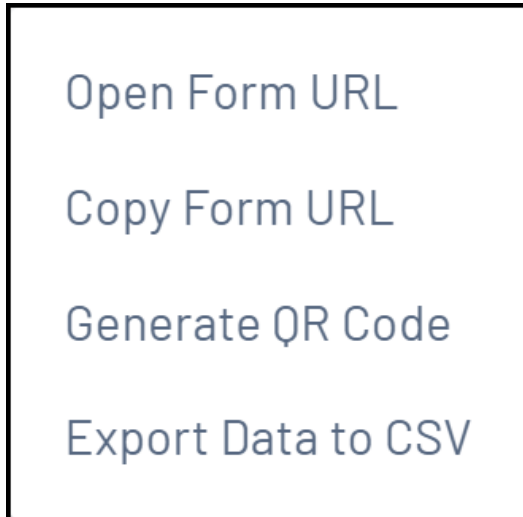 Open Form URL
Copy Form URL
Generate QR Code
Export Data to CSV